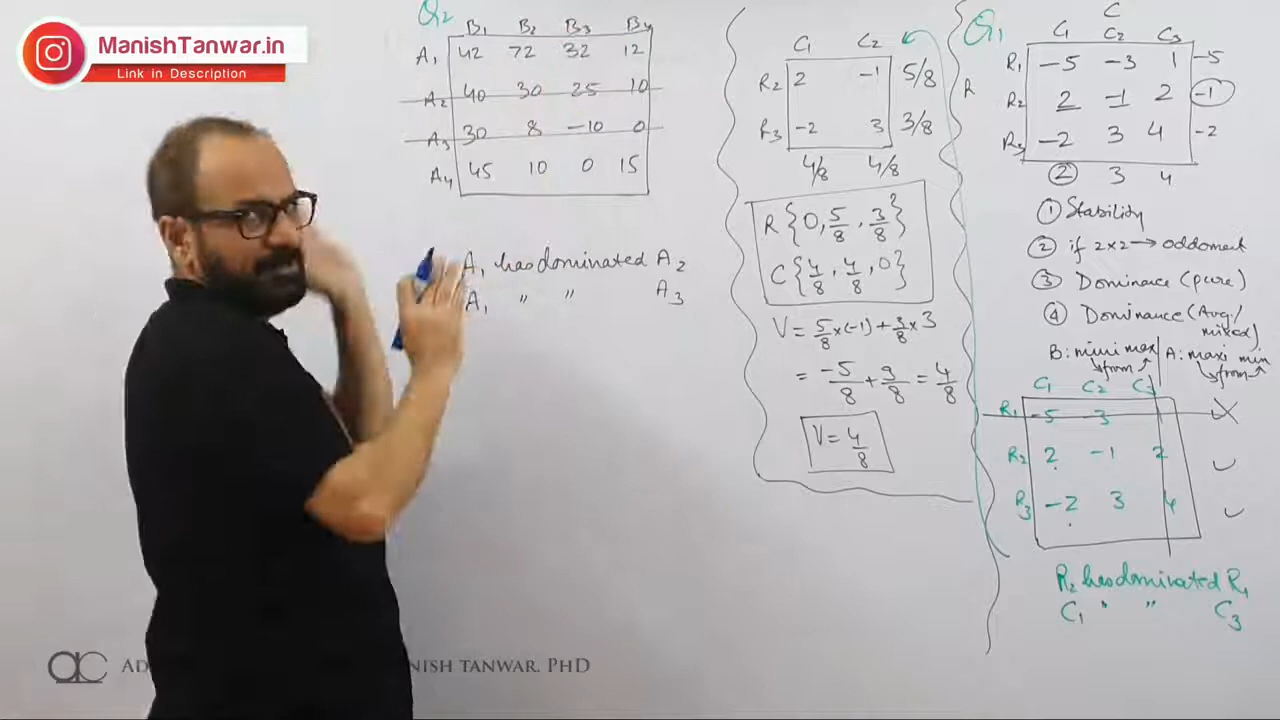 ManishTanwar.in
Link in Description
Q2
B1 B2 B3 B4
A1 42 72 32 12
A2 40 30 25 10
A3 30 8 -10 0
A4 45 10 0 15
A1 has dominated A2
A1 " " A3
C1 C2
R2 2 -1 5/8
R3 -2 3 3/8
4/8 4/8
R {0, 5/8, 3/8}
C {4/8, 4/8, 0}
V = 5/8 x (-1) + 3/8 x 3
= -5/8 + 9/8 = 4/8
V = 4/8
Q1
C
C1 C2 C3
R1 -5 -3 1 -5
R
R2 2 -1 2 -1
R3 -2 3 4 -2
2 3 4
① Stability
② if 2x2 → oddoment
③ Dominance (pure)
④ Dominance (Avg./
mixed)
B: mini max A: maxi min
from from
C1 C2 C3
R1 -5 -3
R2 2 -1 2
R3 -2 3 4
R2 has dominated R1
C1 " " C3
NISH TANWAR, PHD